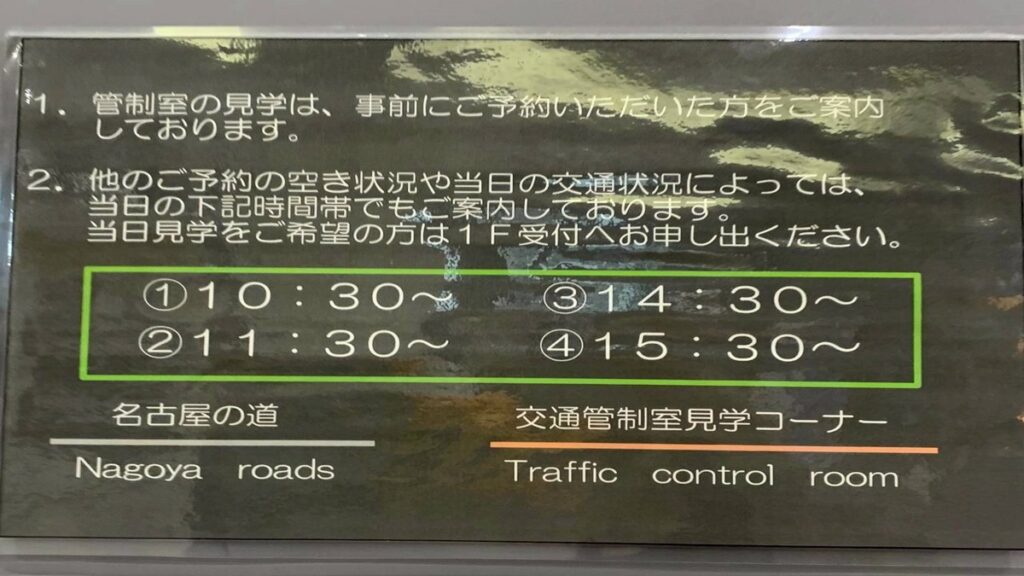 1．管制室の見学は、事前にご予約いただいた方をご案内
しております。
2．他のご予約の空き状況や当日の交通状況によっては、
当日の下記時間帯でもご案内しております。
当日見学をご希望の方は1F受付へお申し出ください。
①10：30～ ③14：30～
②11：30～ ④15：30～
名古屋の道 交通管制室見学コーナー
Nagoya roads Traffic control room